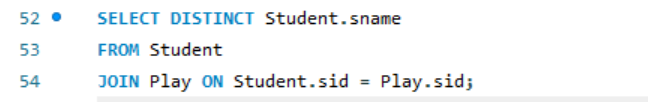 52 SELECT DISTINCT Student.sname
53 FROM Student
54 JOIN Play ON Student.sid = Play.sid;